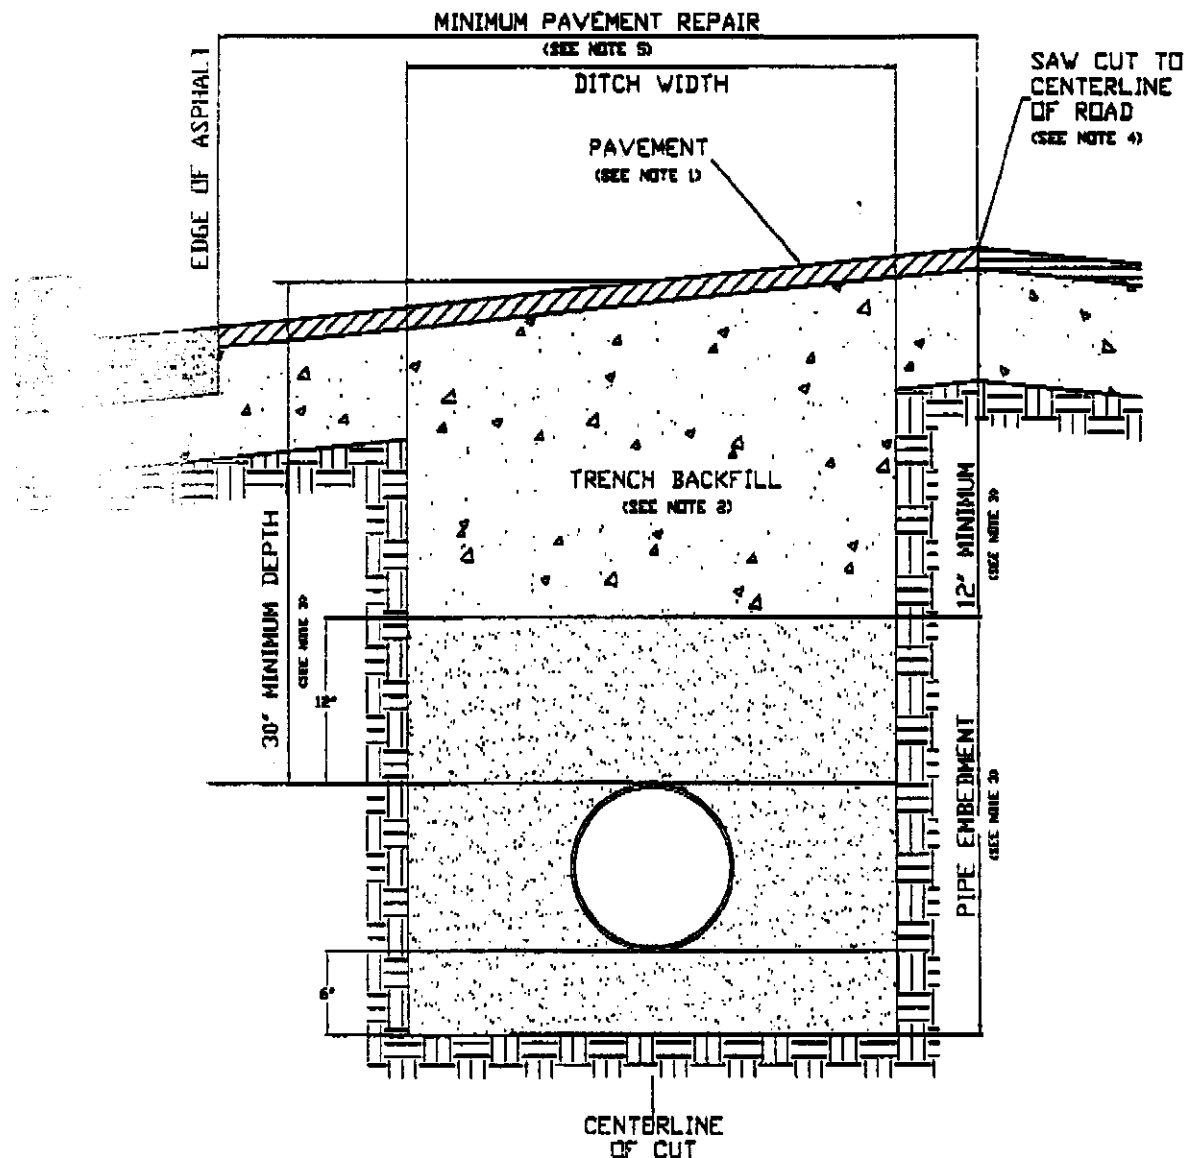 MINIMUM PAVEMENT REPAIR
(SEE NOTE 5)
DITCH WIDTH
EDGE OF ASPHALT
SAW CUT TO
CENTERLINE
OF ROAD
(SEE NOTE 4)
PAVEMENT
(SEE NOTE 1)
TRENCH BACKFILL
(SEE NOTE 2)
30" MINIMUM DEPTH
(SEE NOTE 3)
12" MINIMUM
(SEE NOTE 3)
12"
PIPE EMBEDMENT
(SEE NOTE 3)
6"
CENTERLINE
OF CUT